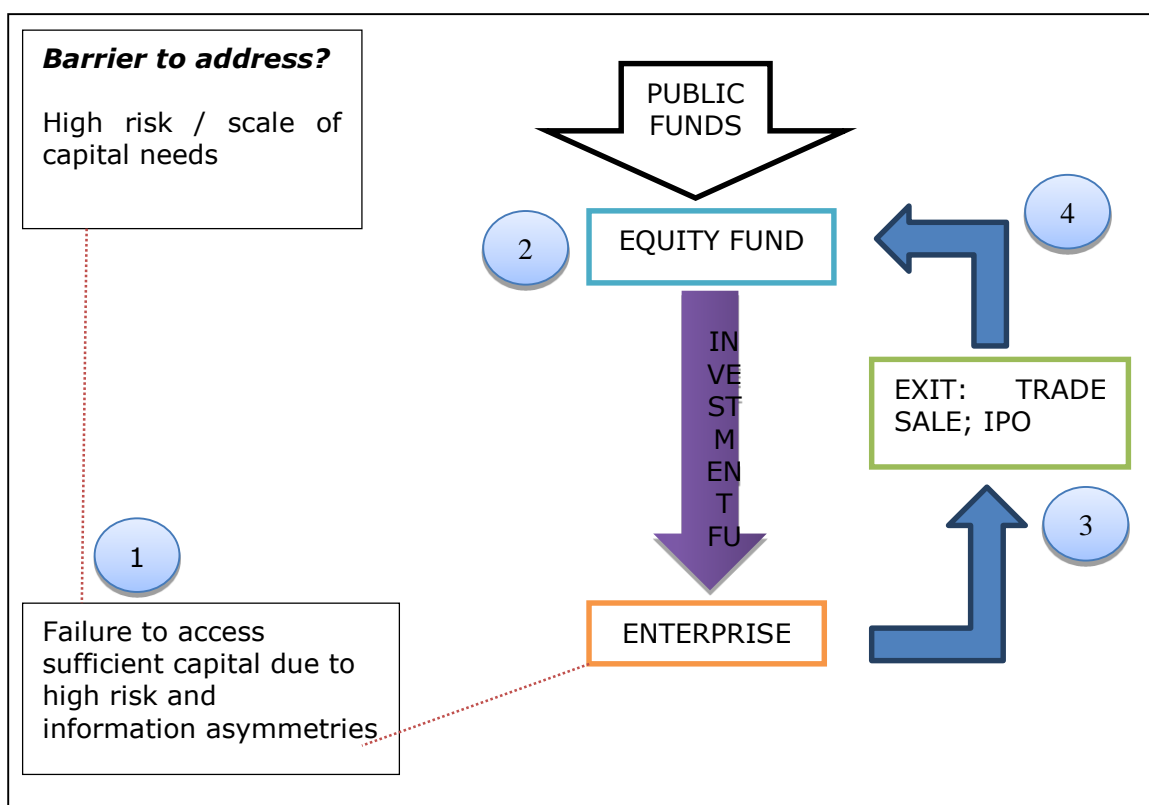 Barrier to address?
High risk / scale of
capital needs
PUBLIC
FUNDS
2
EQUITY FUND
4
IN
VE
ST
M
EN
T
FU
EXIT: TRADE
SALE; IPO
3
1
Failure to access
sufficient capital due to
high risk and
information asymmetries
ENTERPRISE